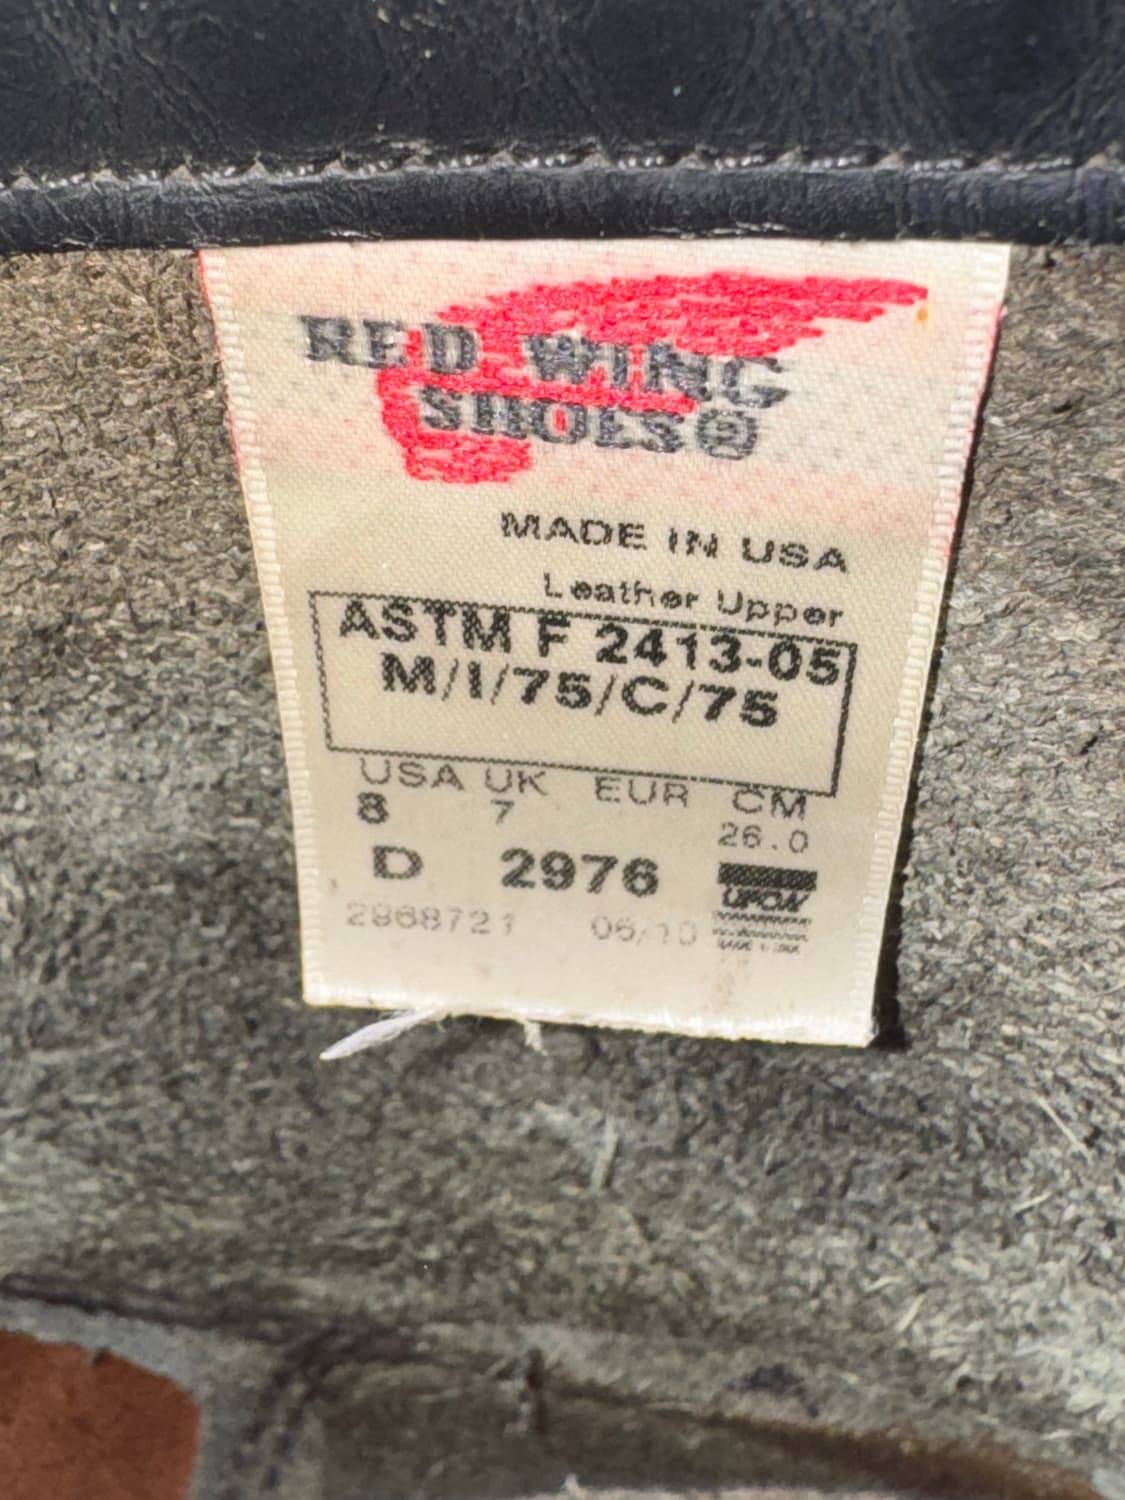 RED WING
SHOES®
MADE IN USA
Leather Upper
ASTM F 2413-05
M/I/75/C/75
USA UK EUR CM
8 7 26.0
D 2976
2868721 06/10